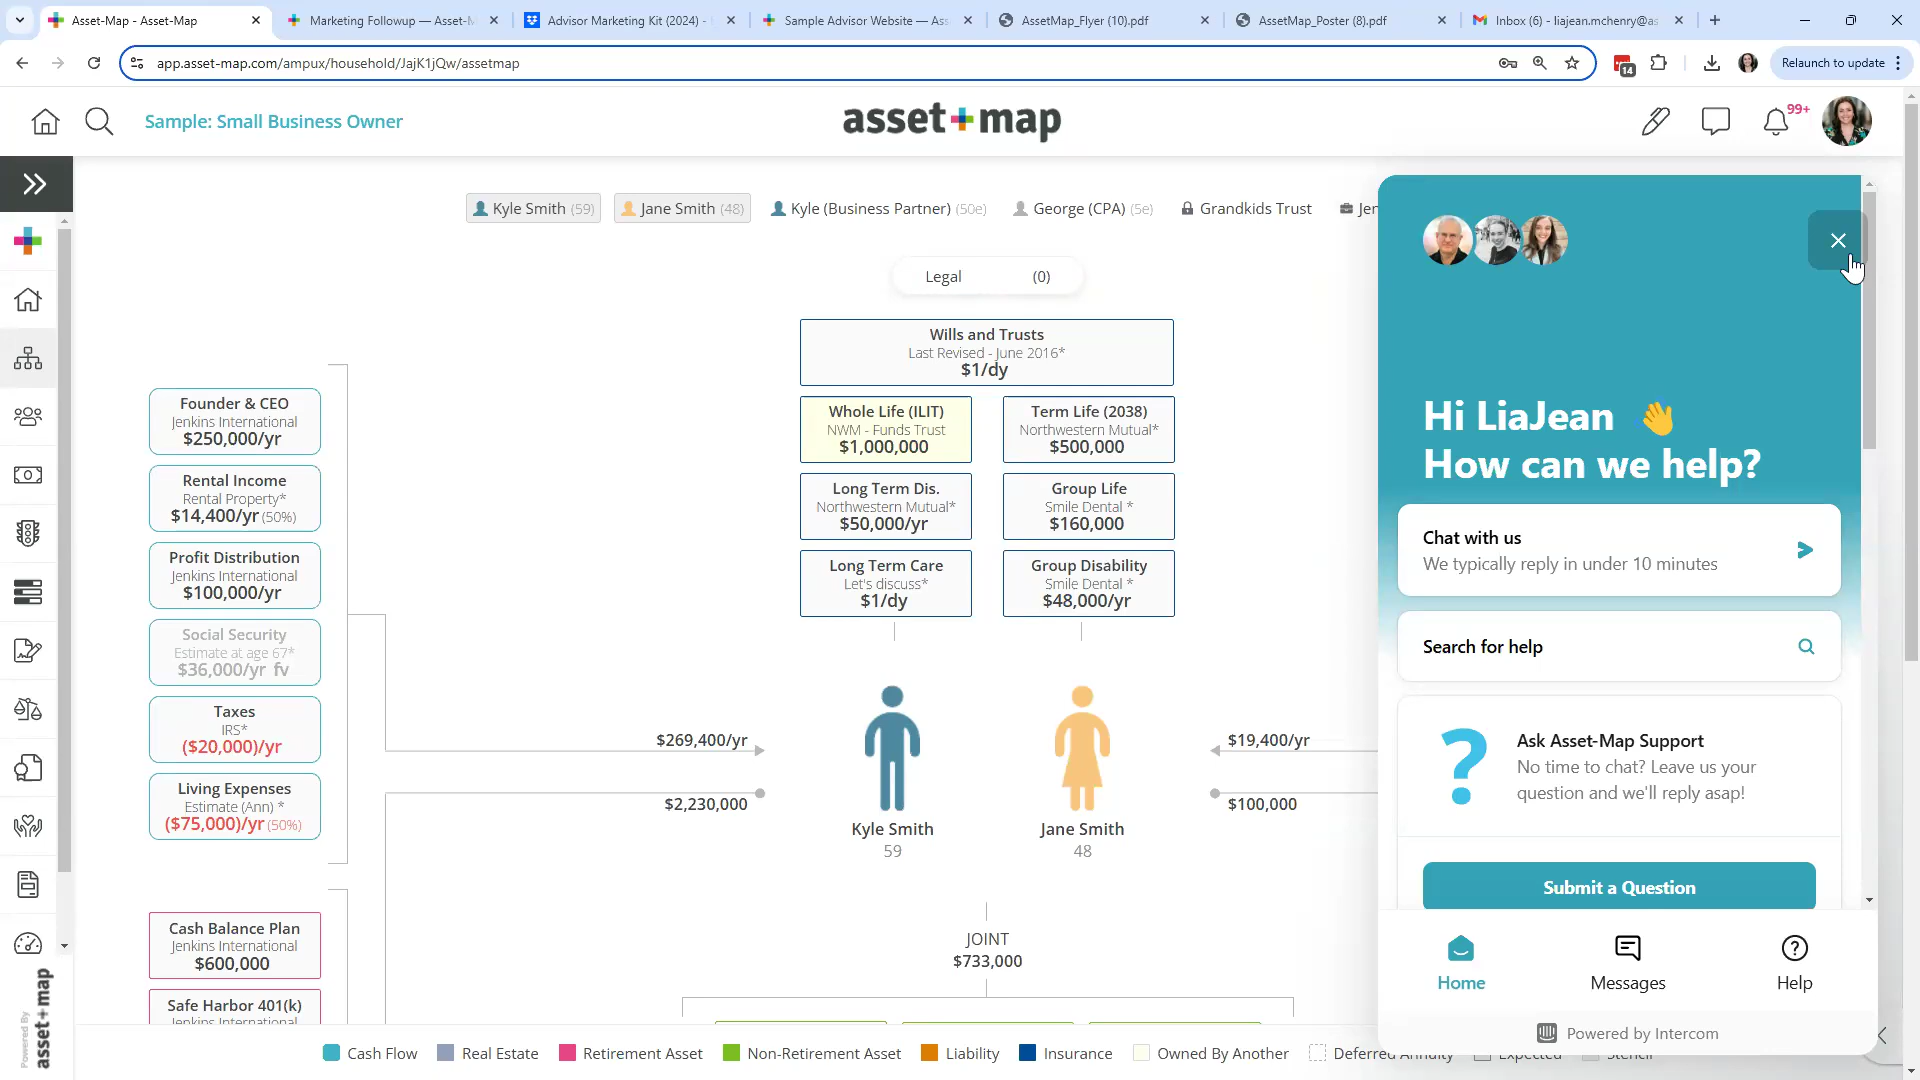 Asset-Map - Asset-Map
Marketing Followup — Asset-M
Advisor Marketing Kit (2024) -
Sample Advisor Website — Ass
AssetMap_Flyer (10).pdf
AssetMap_Poster (8).pdf
Inbox (6) - liajean.mchenry@as
app.asset-map.com/ampux/household/JajK1jQw/assetmap
14
Relaunch to update
Sample: Small Business Owner
asset+map
99+
Kyle Smith (59)
Jane Smith (48)
Kyle (Business Partner) (50e)
George (CPA) (5e)
Grandkids Trust
Jen
Legal (0)
Wills and Trusts
Last Revised - June 2016*
$1/dy
Whole Life (ILIT)
NWM - Funds Trust
$1,000,000
Term Life (2038)
Northwestern Mutual*
$500,000
Long Term Dis.
Northwestern Mutual*
$50,000/yr
Group Life
Smile Dental *
$160,000
Long Term Care
Let's discuss*
$1/dy
Group Disability
Smile Dental *
$48,000/yr
Founder & CEO
Jenkins International
$250,000/yr
Rental Income
Rental Property*
$14,400/yr (50%)
Profit Distribution
Jenkins International
$100,000/yr
Social Security
Estimate at age 67*
$36,000/yr fv
Taxes
IRS*
($20,000)/yr
Living Expenses
Estimate (Ann) *
($75,000)/yr (50%)
Cash Balance Plan
Jenkins International
$600,000
Safe Harbor 401(k)
Jenkins International
$269,400/yr
$2,230,000
$19,400/yr
$100,000
Kyle Smith
59
Jane Smith
48
JOINT
$733,000
Hi LiaJean 👋
How can we help?
Chat with us
We typically reply in under 10 minutes
Search for help
Ask Asset-Map Support
No time to chat? Leave us your
question and we'll reply asap!
Submit a Question
Home
Messages
Help
Powered by Intercom
Powered By
asset+map
Cash Flow
Real Estate
Retirement Asset
Non-Retirement Asset
Liability
Insurance
Owned By Another
Deferred Annuity
Expected
Stencil